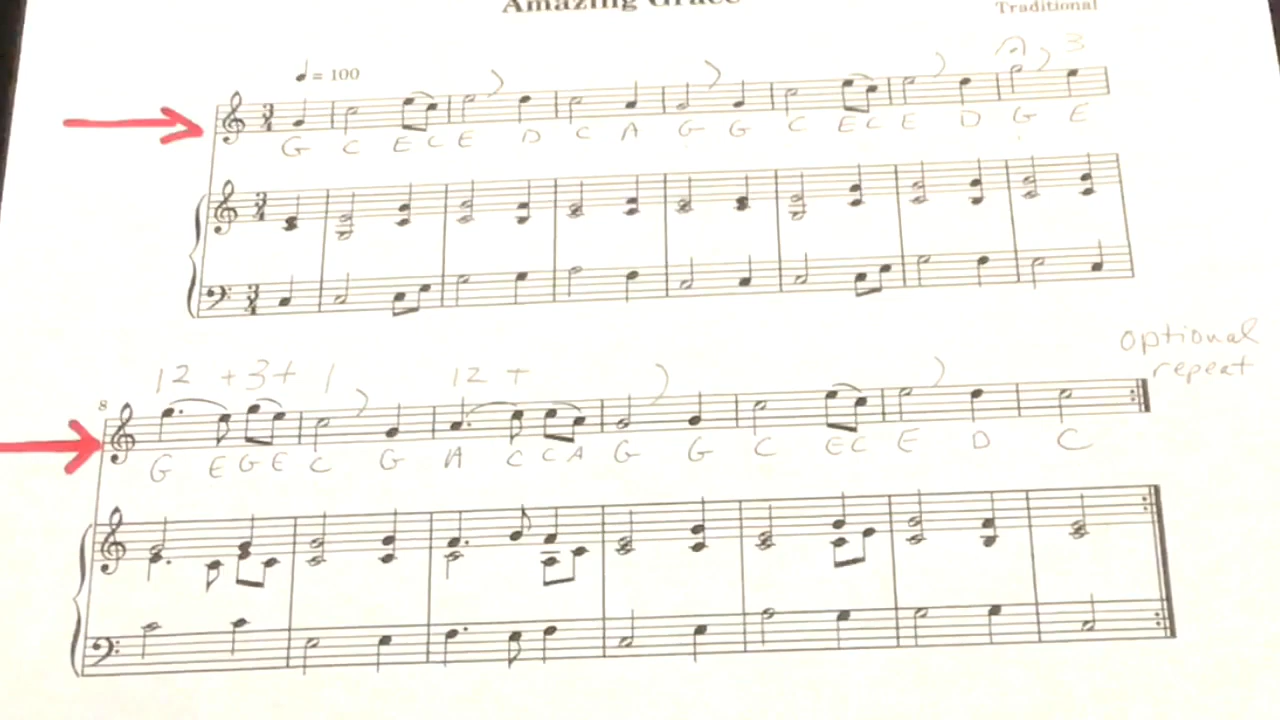 Amazing Grace
Traditional
♩ = 100
3
G C E C E D C A G G C E C E D G E
optional
repeat
12 + 3 + 1 12 +
8
G E G E C G A C C A G G C E C E D C